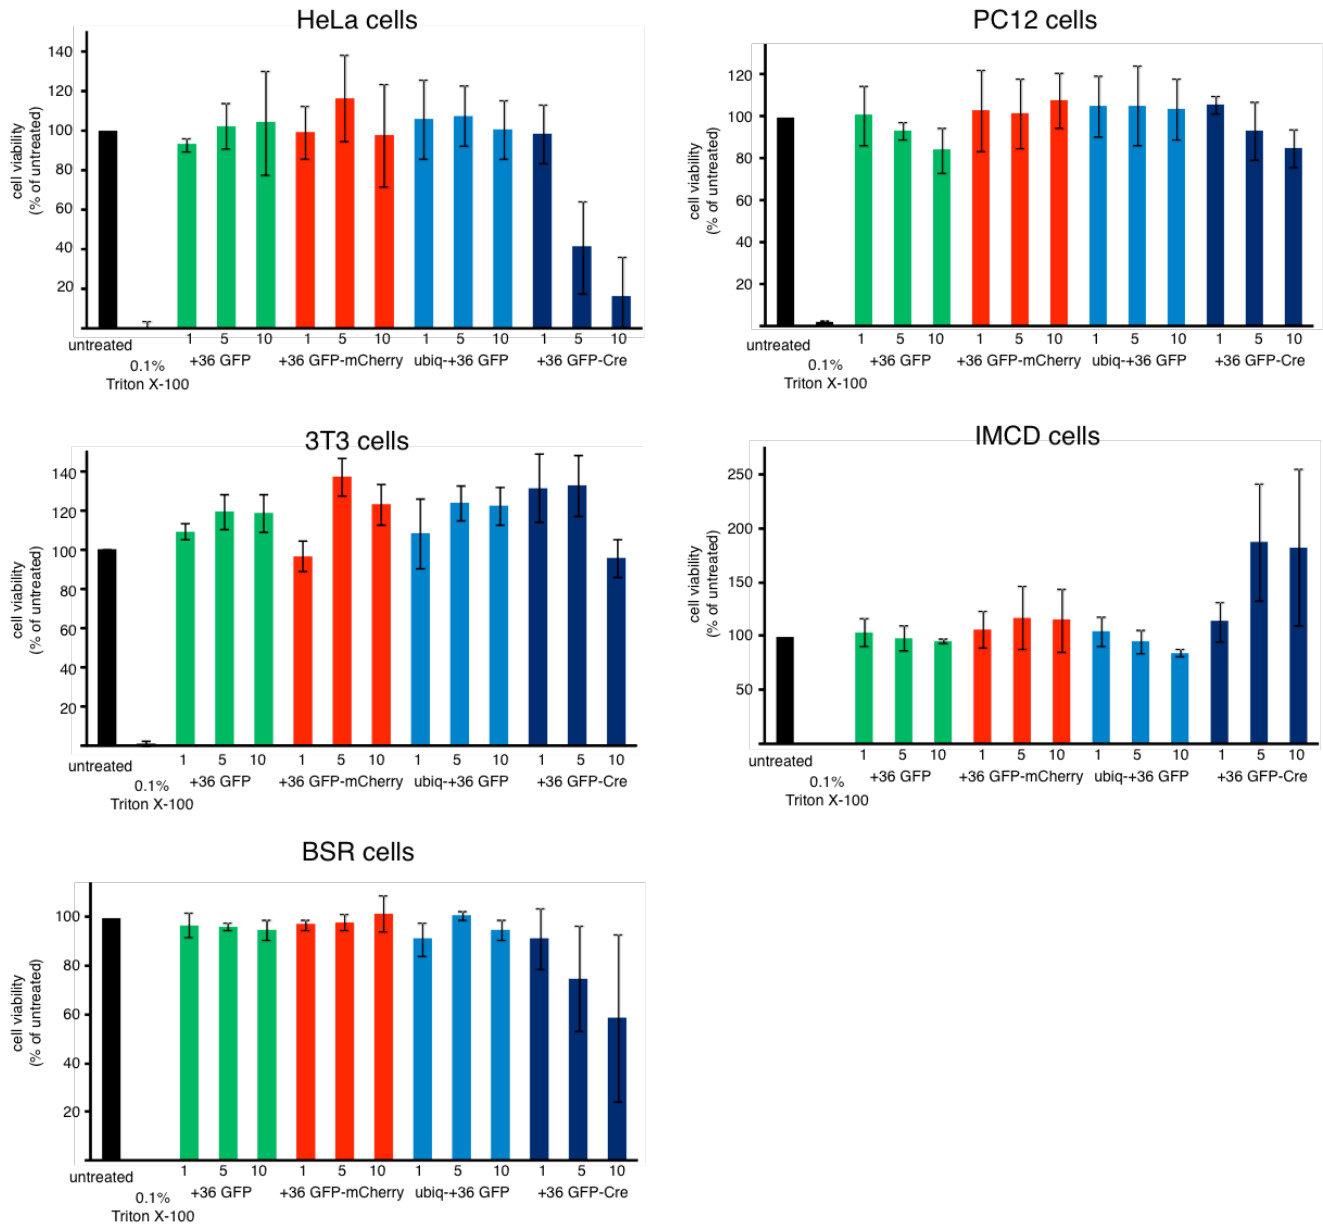 HeLa cells
cell viability
(% of untreated)
140
120
100
80
60
40
20
1 5 10 1 5 10 1 5 10 1 5 10
untreated
0.1%
Triton X-100
+36 GFP +36 GFP-mCherry ubiq-+36 GFP +36 GFP-Cre
PC12 cells
cell viability
(% of untreated)
120
100
80
60
40
20
1 5 10 1 5 10 1 5 10 1 5 10
untreated
0.1%
Triton X-100
+36 GFP +36 GFP-mCherry ubiq-+36 GFP +36 GFP-Cre
3T3 cells
cell viability
(% of untreated)
140
120
100
80
60
40
20
1 5 10 1 5 10 1 5 10 1 5 10
untreated
0.1%
Triton X-100
+36 GFP +36 GFP-mCherry ubiq-+36 GFP +36 GFP-Cre
IMCD cells
cell viability
(% of untreated)
250
200
150
100
50
1 5 10 1 5 10 1 5 10 1 5 10
untreated
0.1%
Triton X-100
+36 GFP +36 GFP-mCherry ubiq-+36 GFP +36 GFP-Cre
BSR cells
cell viability
(% of untreated)
100
80
60
40
20
1 5 10 1 5 10 1 5 10 1 5 10
untreated
0.1%
Triton X-100
+36 GFP +36 GFP-mCherry ubiq-+36 GFP +36 GFP-Cre